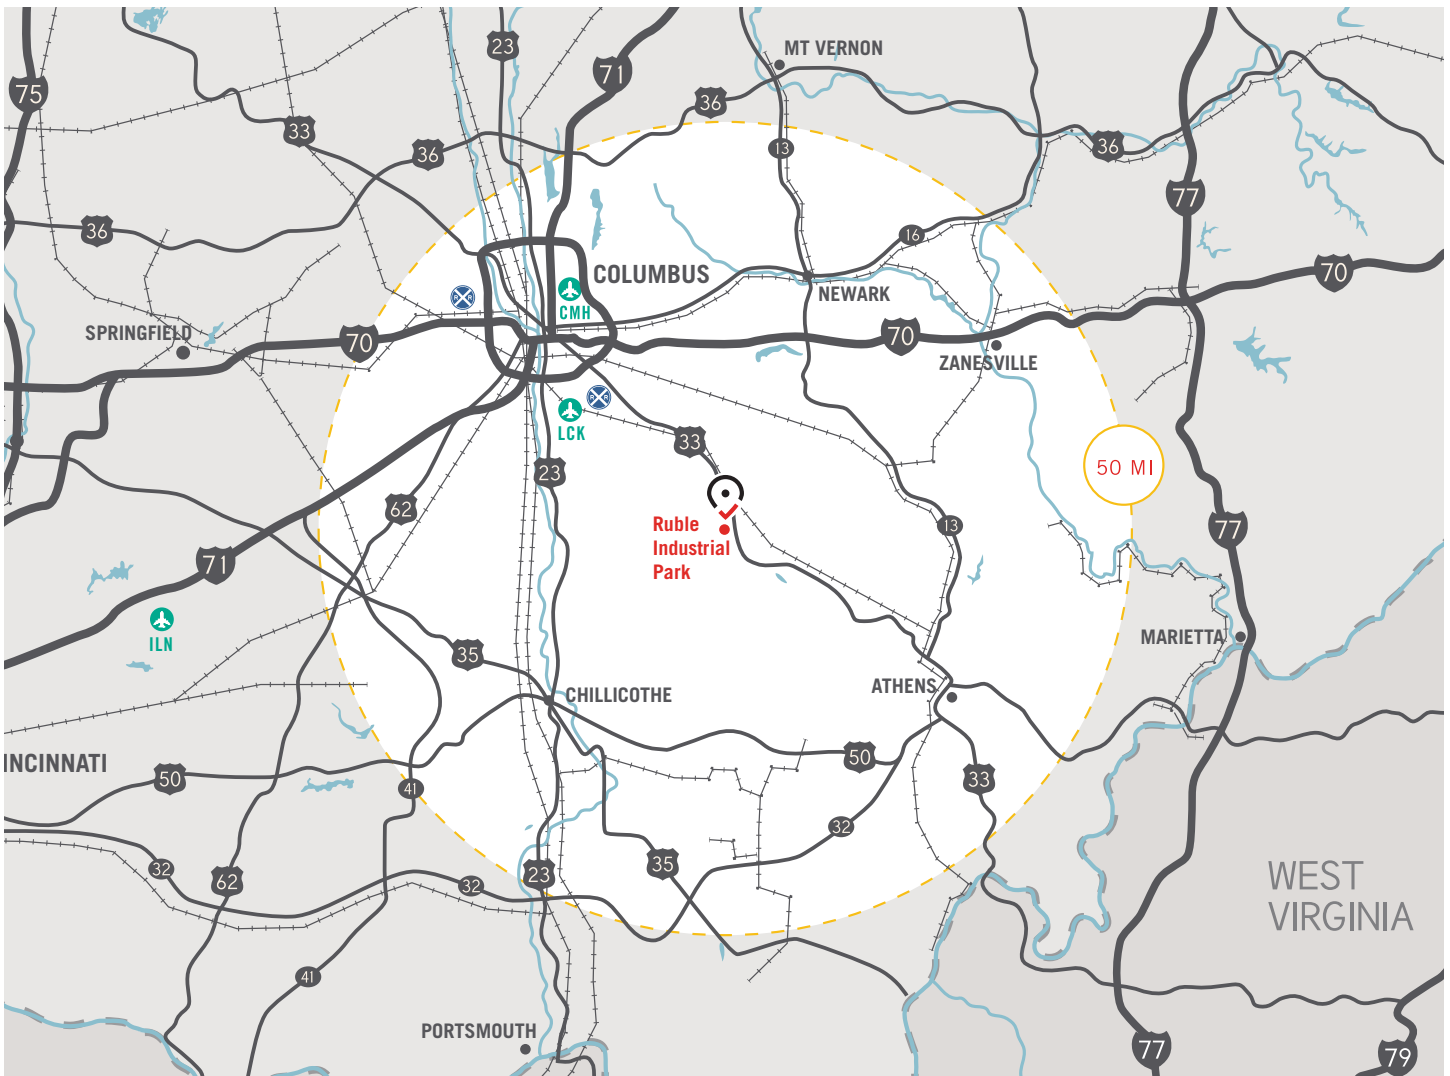 23
MT VERNON
71
75
36
33
13
36
36
77
36
16
COLUMBUS
70
CMH
NEWARK
SPRINGFIELD
70
70
ZANESVILLE
LCK
33
50 MI
23
62
Ruble
Industrial
Park
13
77
71
ILN
MARIETTA
35
ATHENS
CHILLICOTHE
50
INCINNATI
50
33
41
32
35
32
62
32
23
WEST
VIRGINIA
41
PORTSMOUTH
77
79